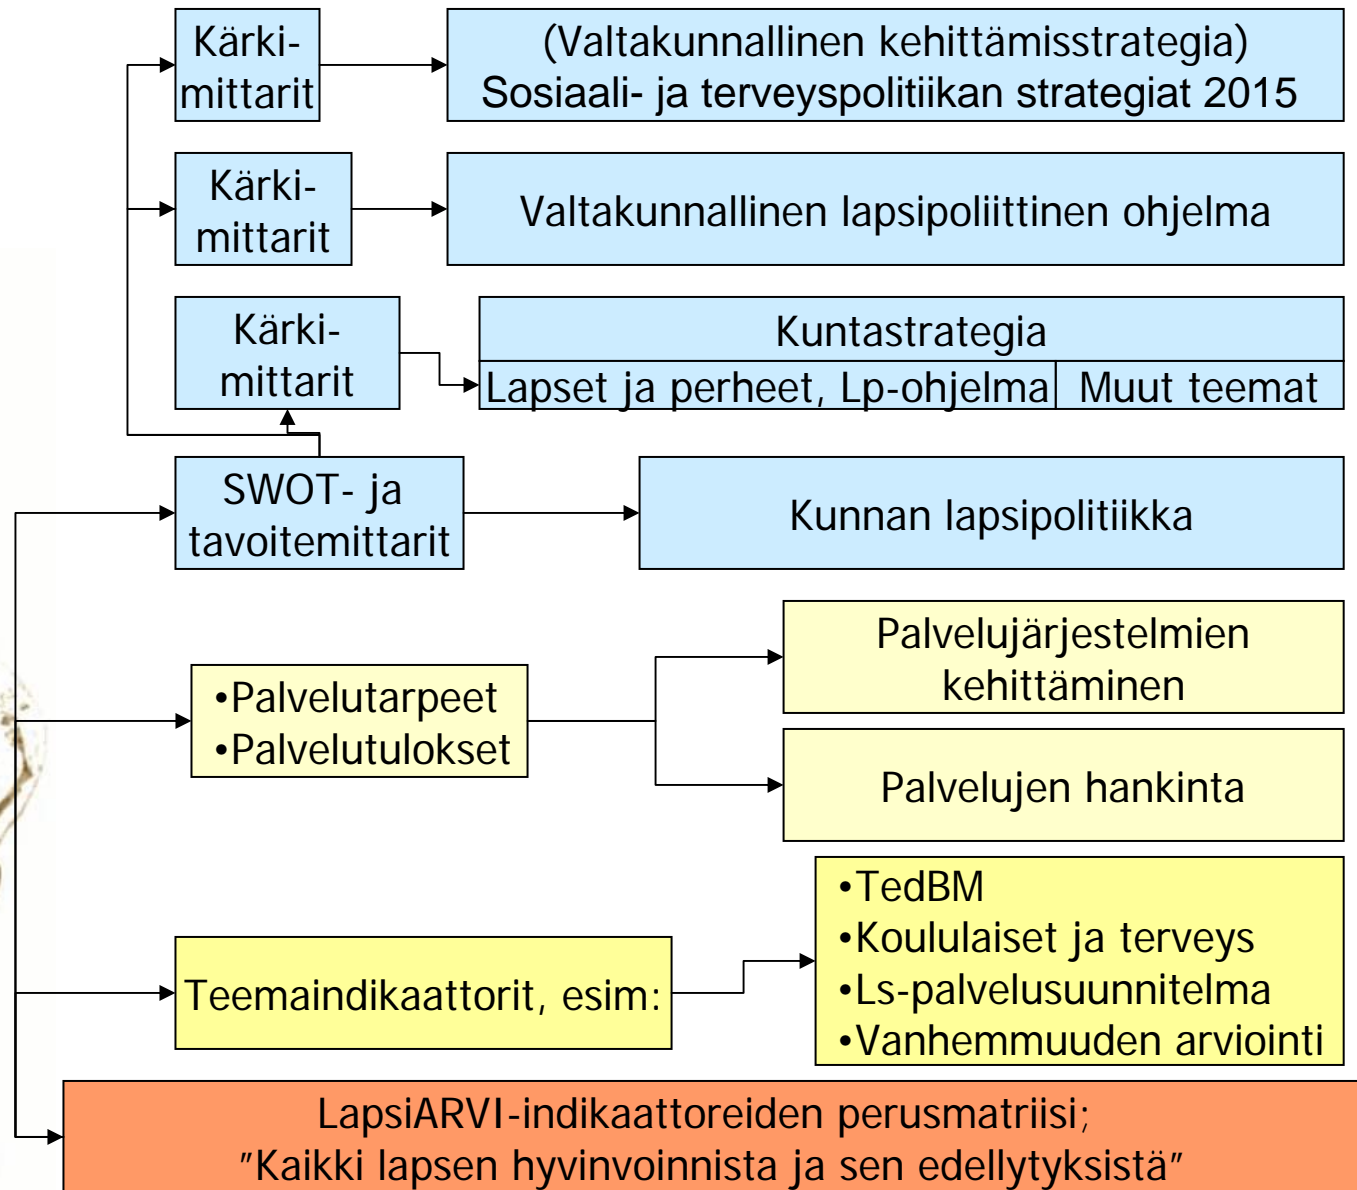 Kärki-
mittarit
(Valtakunnallinen kehittämisstrategia)
Sosiaali- ja terveyspolitiikan strategiat 2015
Kärki-
mittarit
Valtakunnallinen lapsipoliittinen ohjelma
Kärki-
mittarit
Kuntastrategia
Lapset ja perheet, Lp-ohjelma
Muut teemat
SWOT- ja
tavoitemittarit
Kunnan lapsipolitiikka
•Palvelutarpeet
•Palvelutulokset
Palvelujärjestelmien
kehittäminen
Palvelujen hankinta
Teemaindikaattorit, esim:
•TedBM
•Koululaiset ja terveys
•Ls-palvelusuunnitelma
•Vanhemmuuden arviointi
LapsiARVI-indikaattoreiden perusmatriisi;
”Kaikki lapsen hyvinvoinnista ja sen edellytyksistä”